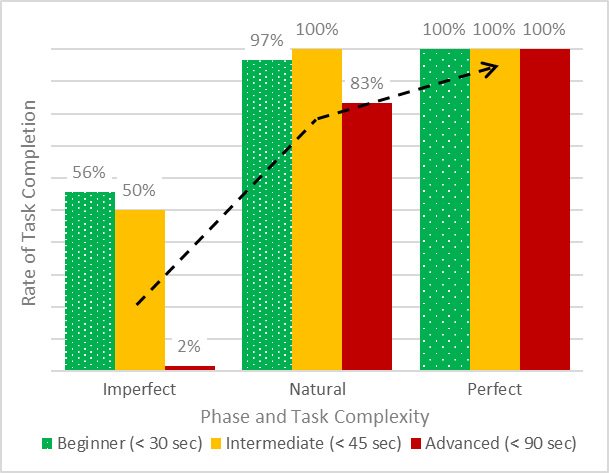 97% 100% 100% 100% 100%
83%
56%
50%
2%
Rate of Task Completion
Imperfect Natural Perfect
Phase and Task Complexity
Beginner (< 30 sec) Intermediate (< 45 sec) Advanced (< 90 sec)